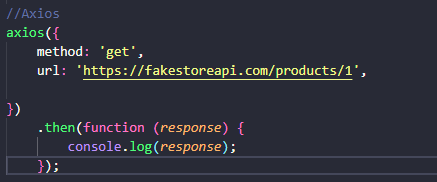 //Axios
axios({
    method: 'get',
    url: 'https://fakestoreapi.com/products/1',

})
    .then(function (response) {
        console.log(response);
    });